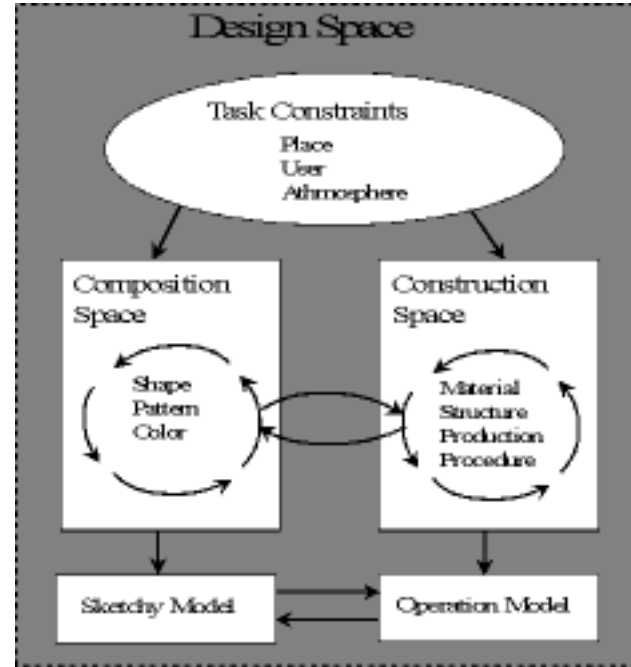 Design Space
Task Constraints
Place
User
Athmosphere
Composition
Space
Shape
Pattern
Color
Construction
Space
Material
Structure
Production
Procedure
Sketchy Model
Operation Model